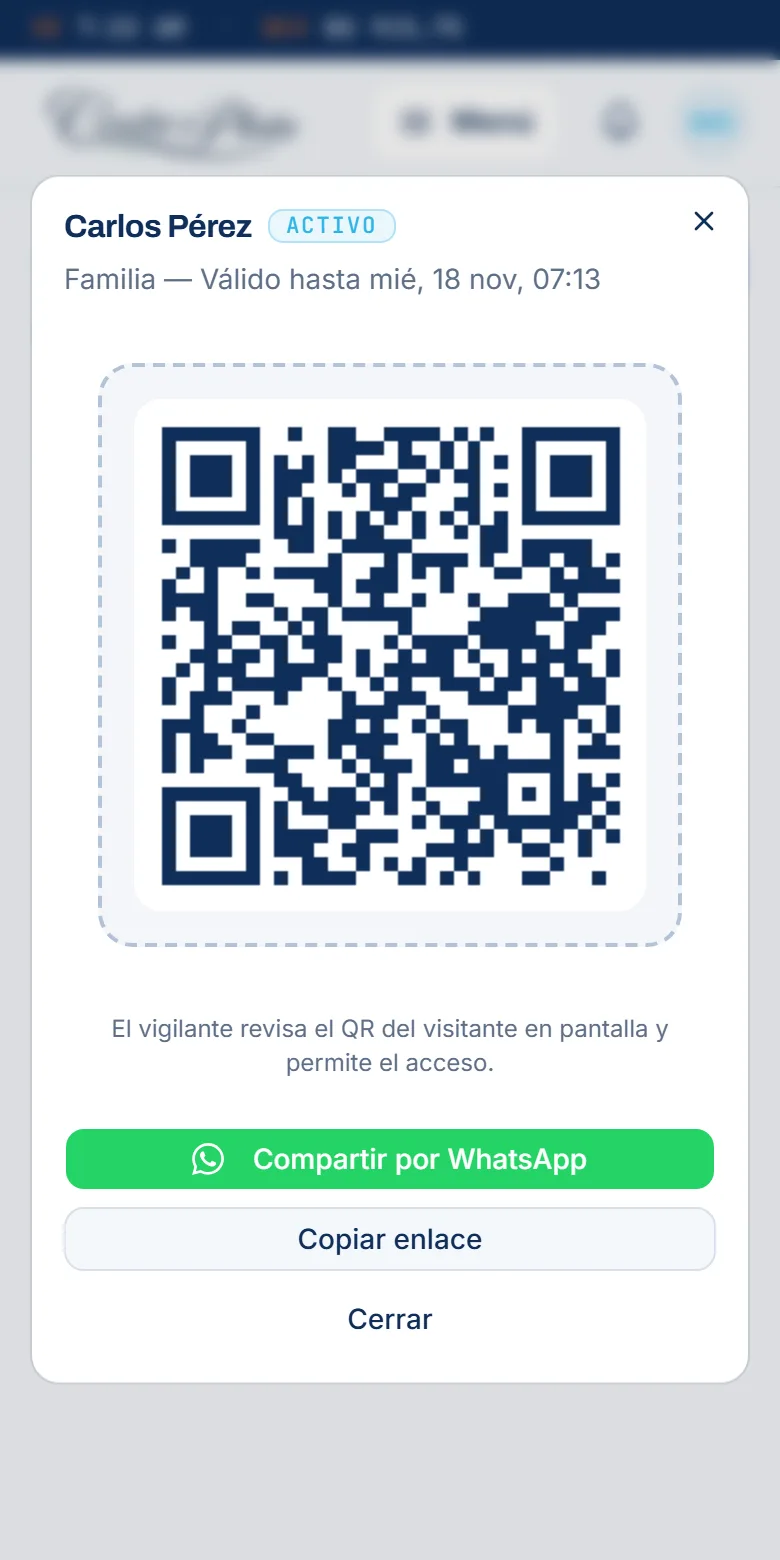 Menú
Carlos Pérez ACTIVO
Familia — Válido hasta mié, 18 nov, 07:13
El vigilante revisa el QR del visitante en pantalla y
permite el acceso.
Compartir por WhatsApp
Copiar enlace
Cerrar